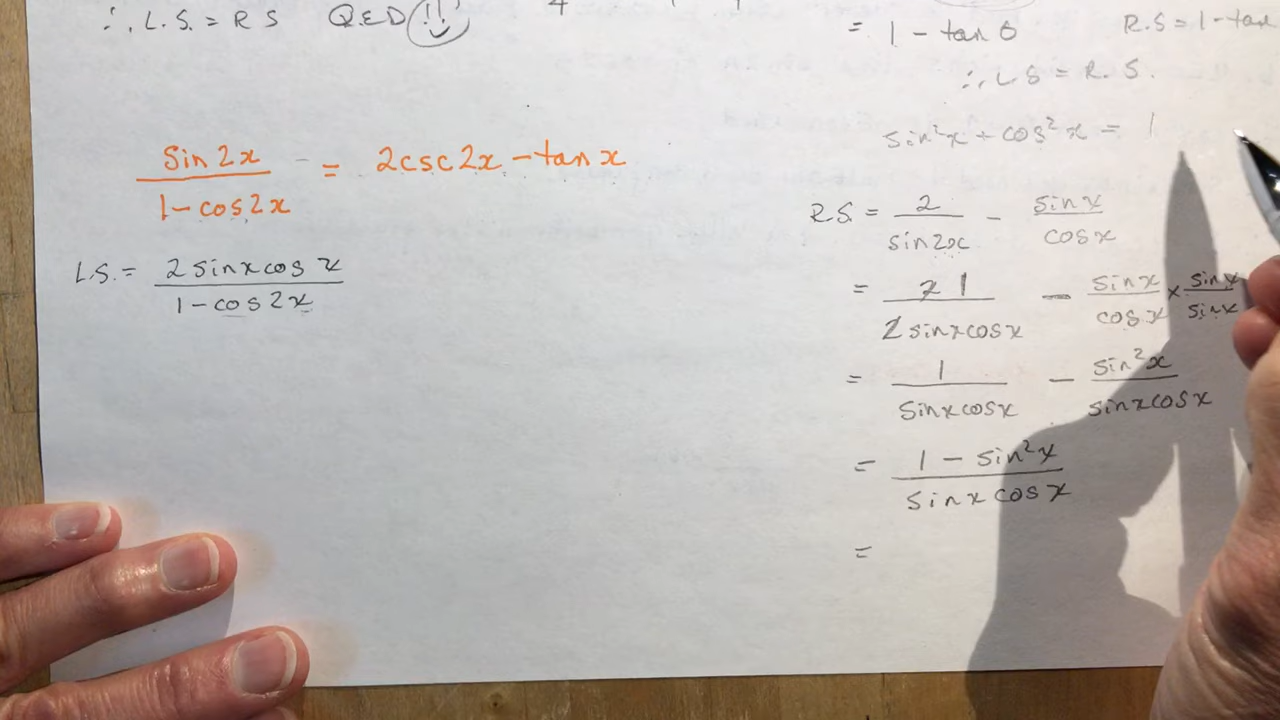 ∴ L.S. = R S QED
= 1 - tan θ
R.S = 1 - tan
∴ L S = R. S.
sin²x + cos²x = 1
sin 2x / 1 - cos 2x = 2csc 2x - tan x
L.S. = 2 sin x cos x / 1 - cos 2x
R.S. = 2 / sin 2x - sin x / cos x
= 2 1 / 2 sin x cos x - sin x / cos x × sin x / sin x
= 1 / sin x cos x - sin²x / sin x cos x
= 1 - sin²x / sin x cos x
=